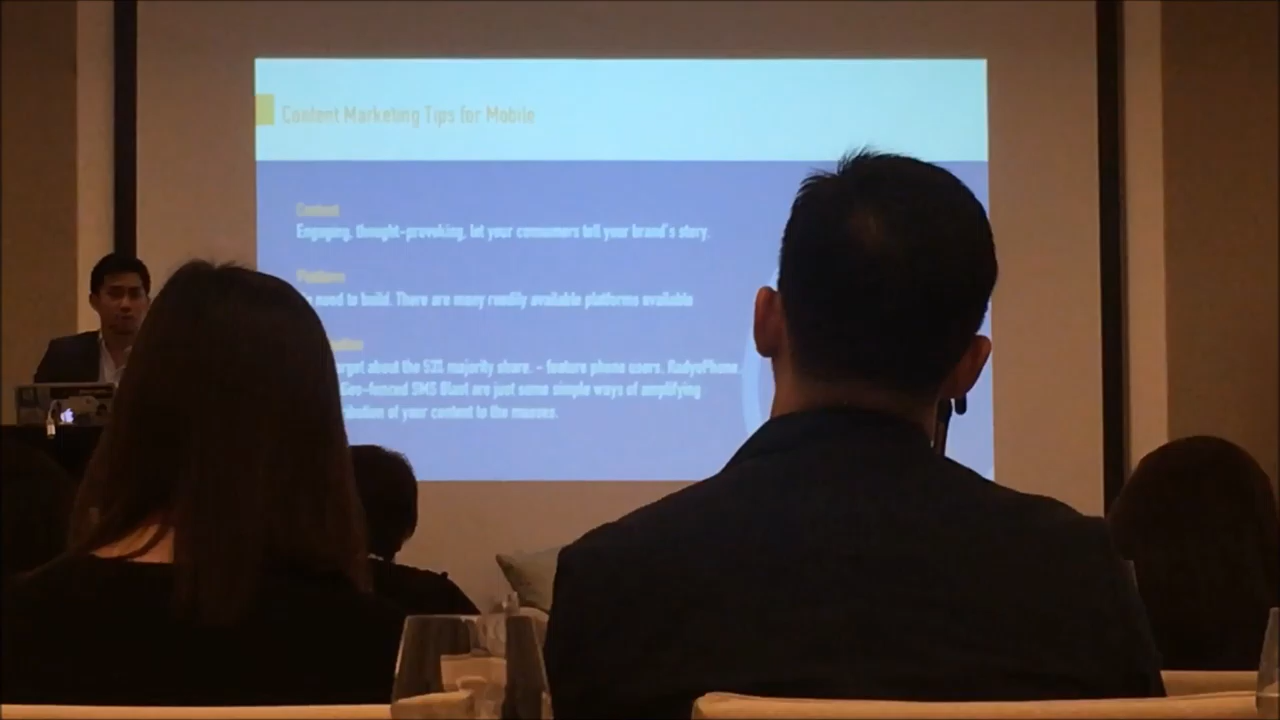 Content Marketing Tips for Mobile
Content
Engaging, thought-provoking, let your consumers tell your brand's story.
Platform
need to build. There are many readily available platforms available
about the 53% majority share. - feature phone users. RadyoPhone
Geo-fenced SMS Blast are just some simple ways of amplifying
of your content to the masses.